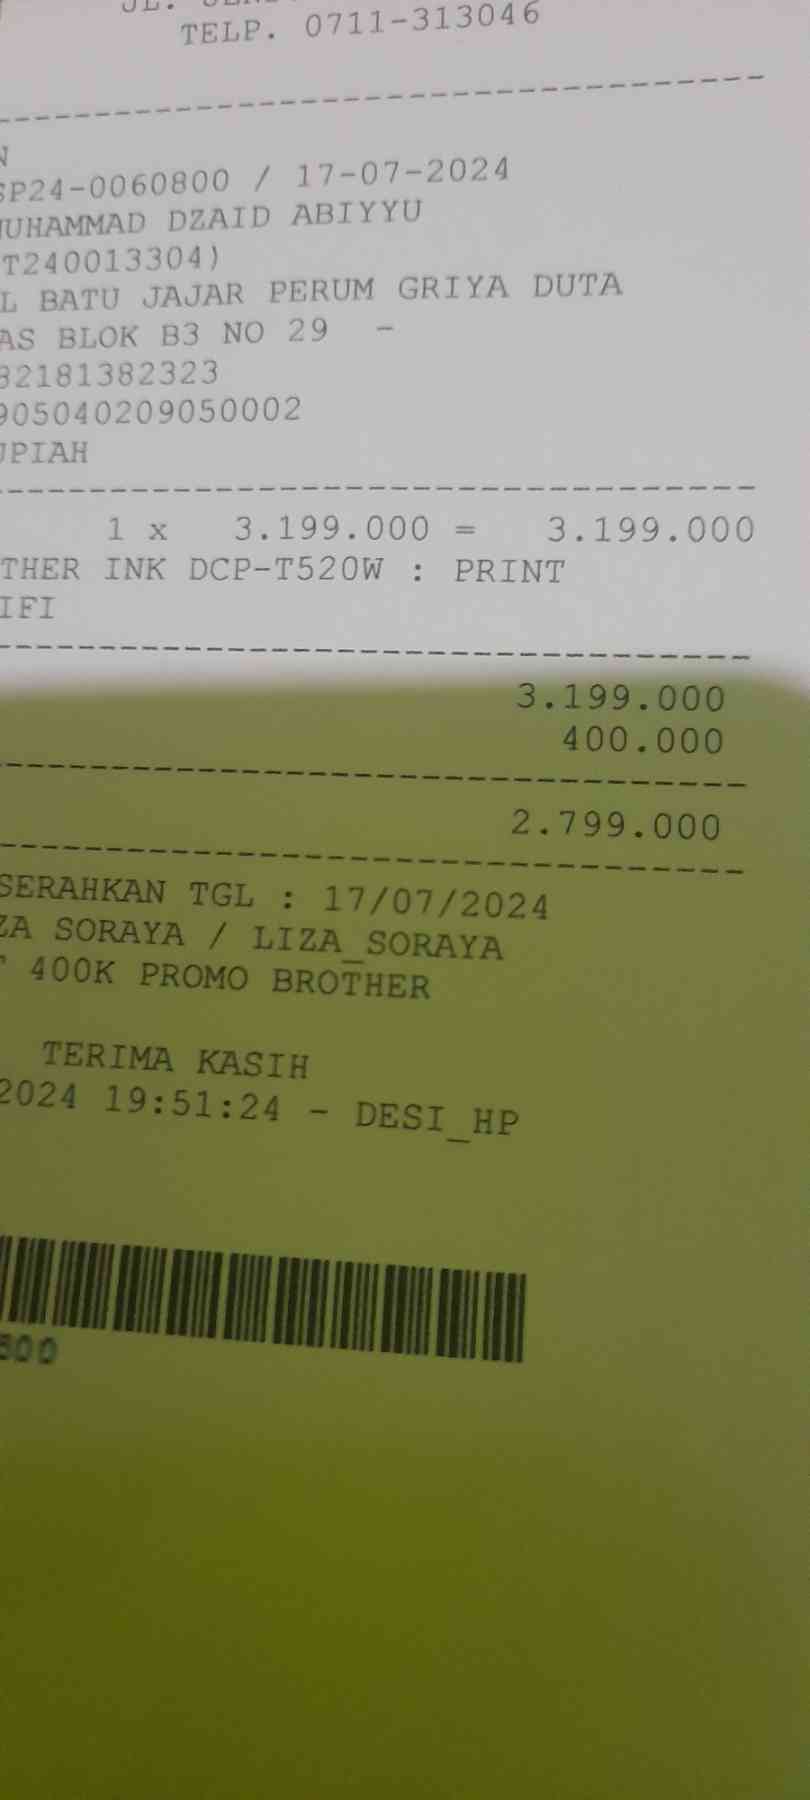 TELP. 0711-313046
SP24-0060800 / 17-07-2024
MUHAMMAD DZAID ABIYYU
T240013304)
L BATU JAJAR PERUM GRIYA DUTA
AS BLOK B3 NO 29 -
82181382323
905040209050002
UPIAH
1 x 3.199.000 = 3.199.000
THER INK DCP-T520W : PRINT
IFI
3.199.000
400.000
2.799.000
SERAHKAN TGL : 17/07/2024
ZA SORAYA / LIZA_SORAYA
T 400K PROMO BROTHER
TERIMA KASIH
2024 19:51:24 - DESI_HP
800